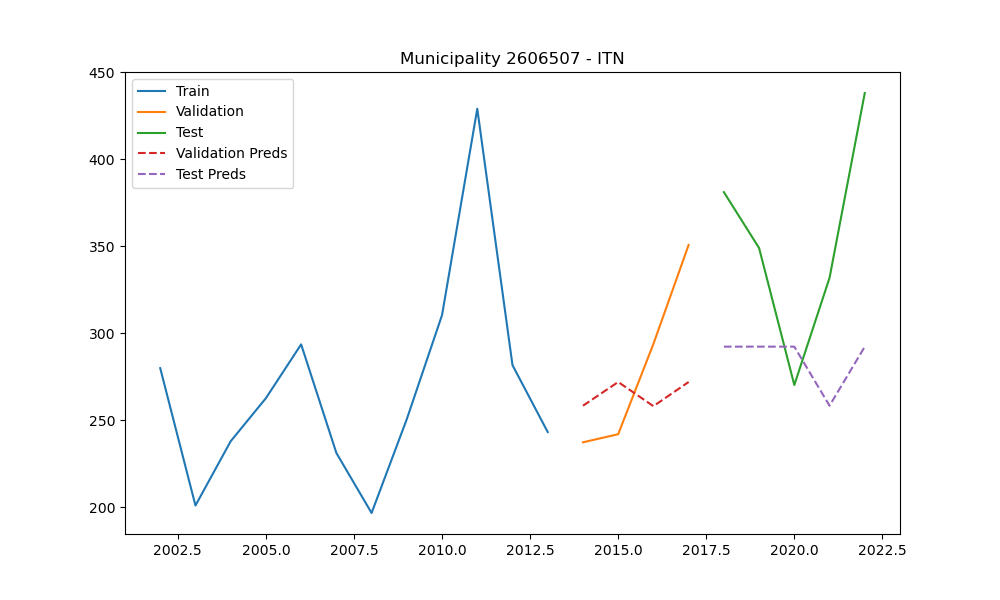 Municipality 2606507 - ITN
450
400
350
300
250
200
Train
Validation
Test
Validation Preds
Test Preds
2002.5 2005.0 2007.5 2010.0 2012.5 2015.0 2017.5 2020.0 2022.5